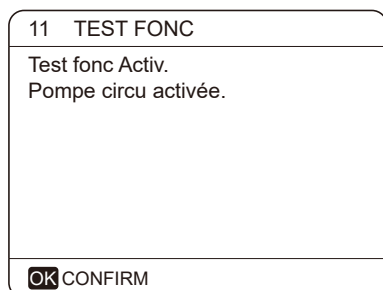 11 TEST FONC
Test fonc Activ.
Pompe circu activée.
OK CONFIRM